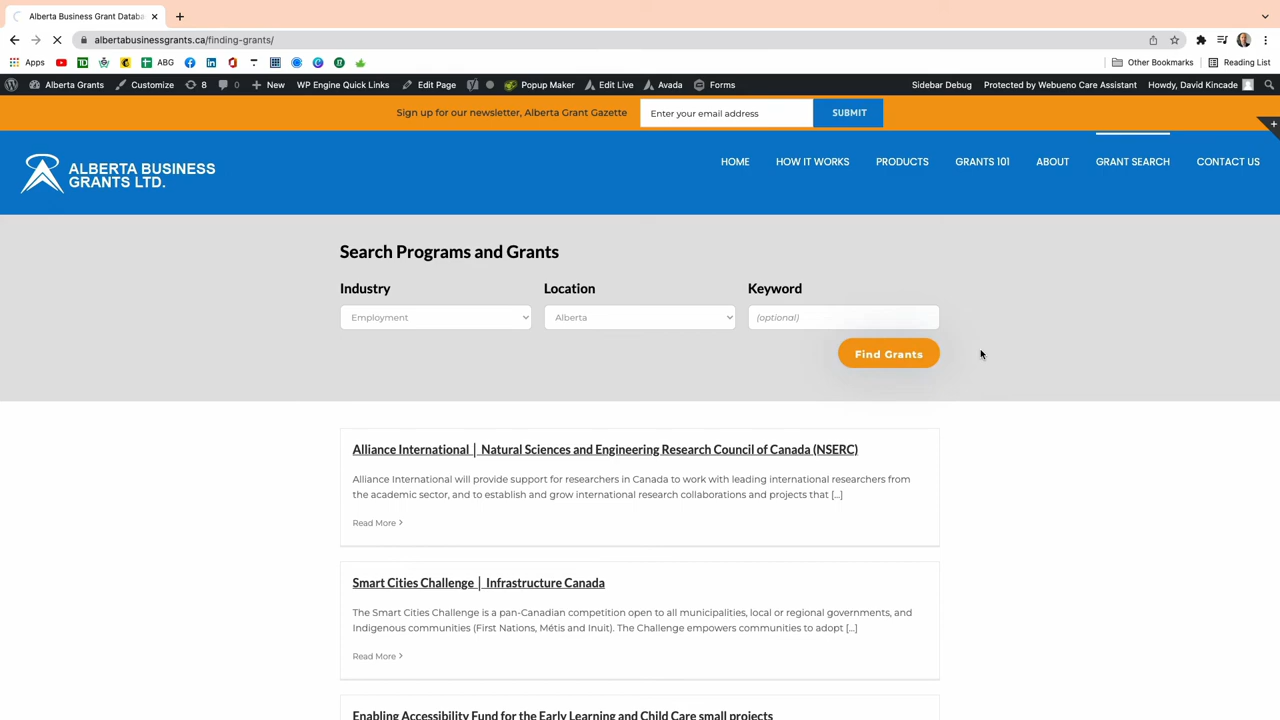 Alberta Business Grant Databa
albertabusinessgrants.ca/finding-grants/
Apps ABG Other Bookmarks Reading List
Alberta Grants Customize 8 0 New WP Engine Quick Links Edit Page Popup Maker Edit Live Avada Forms Sidebar Debug Protected by Webueno Care Assistant Howdy, David Kincade
Sign up for our newsletter, Alberta Grant Gazette Enter your email address SUBMIT
ALBERTA BUSINESS
GRANTS LTD.
HOME HOW IT WORKS PRODUCTS GRANTS 101 ABOUT GRANT SEARCH CONTACT US
Search Programs and Grants
Industry Location Keyword
Employment Alberta (optional)
Find Grants
Alliance International │ Natural Sciences and Engineering Research Council of Canada (NSERC)
Alliance International will provide support for researchers in Canada to work with leading international researchers from
the academic sector, and to establish and grow international research collaborations and projects that [...]
Read More >
Smart Cities Challenge │ Infrastructure Canada
The Smart Cities Challenge is a pan-Canadian competition open to all municipalities, local or regional governments, and
Indigenous communities (First Nations, Métis and Inuit). The Challenge empowers communities to adopt [...]
Read More >
Enabling Accessibility Fund for the Early Learning and Child Care small projects